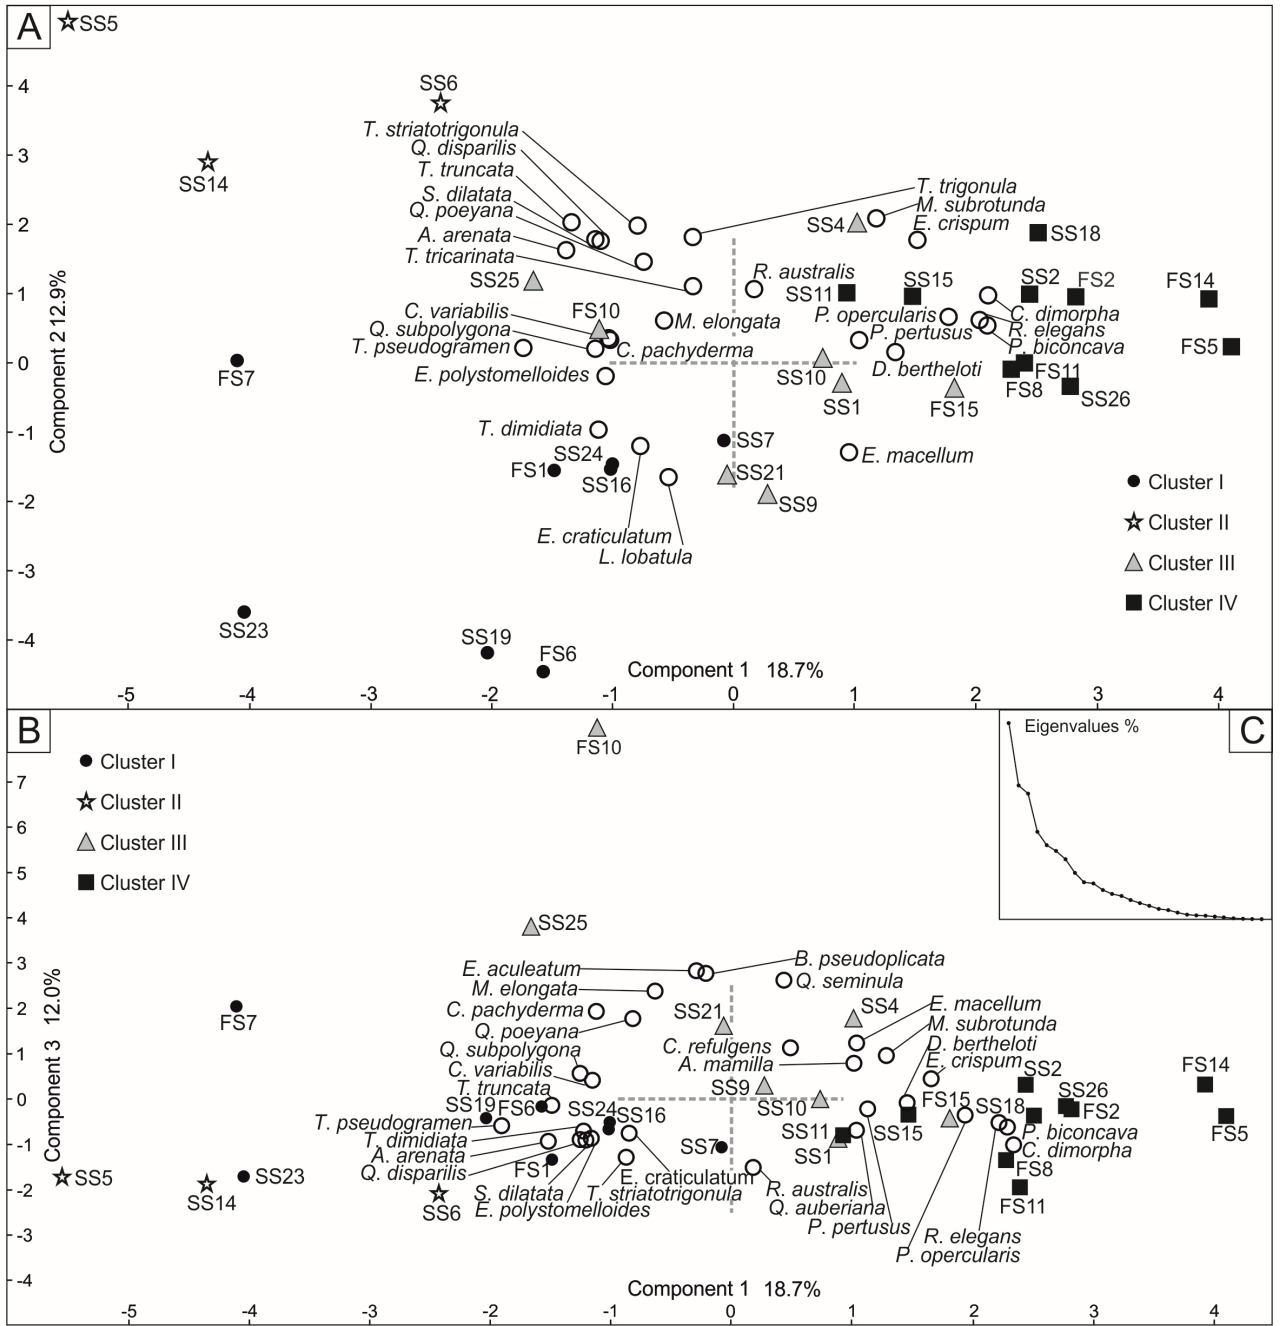 A
SS5
SS6
4
T. striatotrigonula
Q. disparilis
3
T. truncata
SS14
S. dilatata
T. trigonula
Q. poeyana
M. subrotunda
2
SS4
E. crispum
A. arenata
SS18
T. tricarinata
SS25
R. australis
SS11
SS15
SS2
FS2
FS14
1
C. variabilis
FS10
M. elongata
P. opercularis
C. dimorpha
Q. subpolygona
P. pertusus
R. elegans
T. pseudogramen
C. pachyderma
P. biconcava
FS5
0
FS7
E. polystomelloides
SS10
D. bertheloti
FS11
FS8
SS26
SS1
FS15
Component 2 12.9%
-1
T. dimidiata
SS7
SS24
E. macellum
FS1
SS16
SS21
Cluster I
-2
SS9
Cluster II
E. craticulatum
L. lobatula
Cluster III
-3
Cluster IV
SS23
-4
SS19
FS6
Component 1 18.7%
-5 -4 -3 -2 -1 0 1 2 3 4
B
FS10
Eigenvalues %
C
Cluster I
7
Cluster II
6
Cluster III
5
Cluster IV
4
SS25
3
E. aculeatum
B. pseudoplicata
M. elongata
Q. seminula
2
C. pachyderma
SS21
SS4
E. macellum
FS7
Q. poeyana
M. subrotunda
Component 3 12.0%
Q. subpolygona
C. refulgens
D. bertheloti
1
C. variabilis
A. mamilla
E. crispum
SS2
FS14
T. truncata
SS9
SS26
0
SS19
FS6
SS24
SS16
SS10
FS15
SS18
FS2
T. pseudogramen
SS11
SS15
P. biconcava
FS5
T. dimidiata
SS7
SS1
C. dimorpha
-1
A. arenata
Q. disparilis
FS1
E. craticulatum
FS8
SS5
SS23
R. australis
-2
SS14
SS6
S. dilatata
T. striatotrigonula
Q. auberiana
FS11
E. polystomelloides
P. pertusus
-3
R. elegans
P. opercularis
-4
Component 1 18.7%
-5 -4 -3 -2 -1 0 1 2 3 4